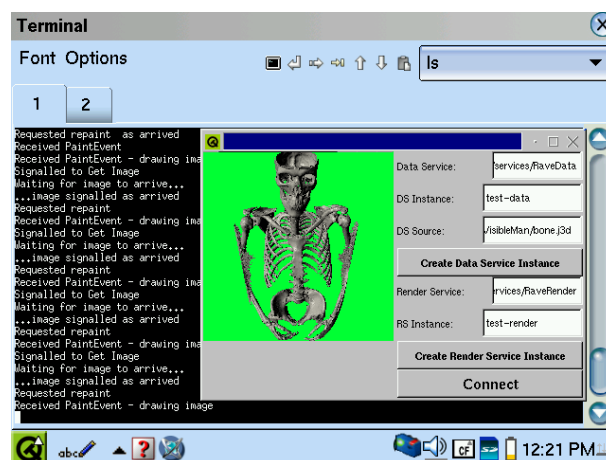 Terminal
Font Options
ls
1 2
Requested repaint as arrived
Received PaintEvent
Received PaintEvent - drawing ima
Signalled to Get Image
Waiting for image to arrive...
...image signalled as arrived
Requested repaint
Received PaintEvent - drawing ima
Signalled to Get Image
Waiting for image to arrive...
...image signalled as arrived
Requested repaint
Received PaintEvent - drawing ima
Signalled to Get Image
Waiting for image to arrive...
...image signalled as arrived
Requested repaint
Received PaintEvent - drawing ima
Signalled to Get Image
Waiting for image to arrive...
...image signalled as arrived
Requested repaint
Received PaintEvent - drawing image
Data Service: services/RaveData
DS Instance: test-data
DS Source: /isibleMan/bone.j3d
Create Data Service Instance
Render Service: rvices/RaveRender
RS Instance: test-render
Create Render Service Instance
Connect
abc
CF
12:21 PM